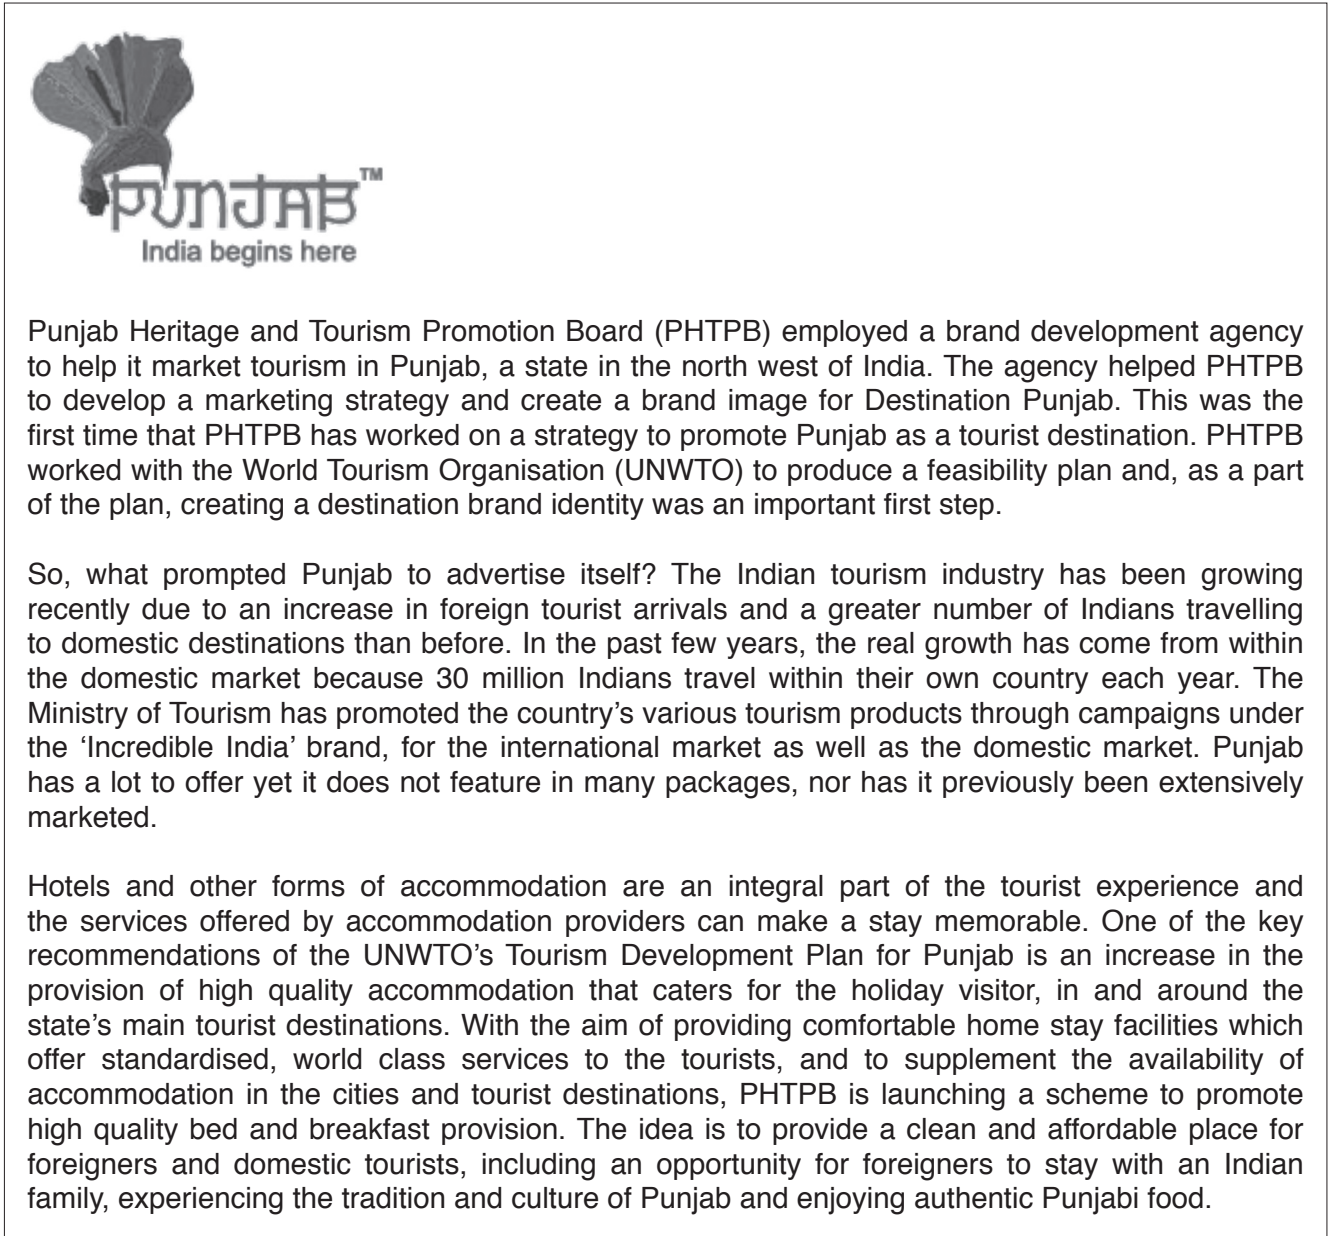 PUNJAB™
India begins here
Punjab Heritage and Tourism Promotion Board (PHTPB) employed a brand development agency
to help it market tourism in Punjab, a state in the north west of India. The agency helped PHTPB
to develop a marketing strategy and create a brand image for Destination Punjab. This was the
first time that PHTPB has worked on a strategy to promote Punjab as a tourist destination. PHTPB
worked with the World Tourism Organisation (UNWTO) to produce a feasibility plan and, as a part
of the plan, creating a destination brand identity was an important first step.
So, what prompted Punjab to advertise itself? The Indian tourism industry has been growing
recently due to an increase in foreign tourist arrivals and a greater number of Indians travelling
to domestic destinations than before. In the past few years, the real growth has come from within
the domestic market because 30 million Indians travel within their own country each year. The
Ministry of Tourism has promoted the country's various tourism products through campaigns under
the ‘Incredible India’ brand, for the international market as well as the domestic market. Punjab
has a lot to offer yet it does not feature in many packages, nor has it previously been extensively
marketed.
Hotels and other forms of accommodation are an integral part of the tourist experience and
the services offered by accommodation providers can make a stay memorable. One of the key
recommendations of the UNWTO's Tourism Development Plan for Punjab is an increase in the
provision of high quality accommodation that caters for the holiday visitor, in and around the
state's main tourist destinations. With the aim of providing comfortable home stay facilities which
offer standardised, world class services to the tourists, and to supplement the availability of
accommodation in the cities and tourist destinations, PHTPB is launching a scheme to promote
high quality bed and breakfast provision. The idea is to provide a clean and affordable place for
foreigners and domestic tourists, including an opportunity for foreigners to stay with an Indian
family, experiencing the tradition and culture of Punjab and enjoying authentic Punjabi food.